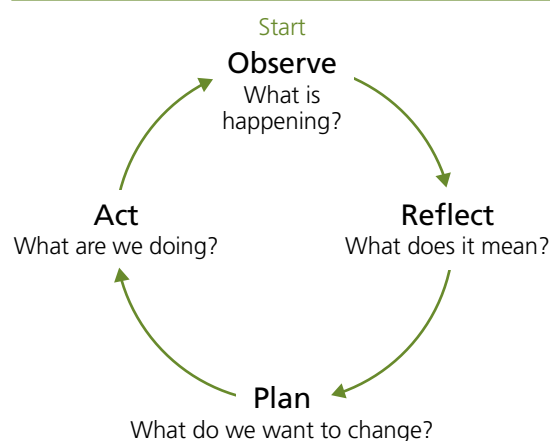 Start
Observe
What is
happening?
Reflect
What does it mean?
Plan
What do we want to change?
Act
What are we doing?